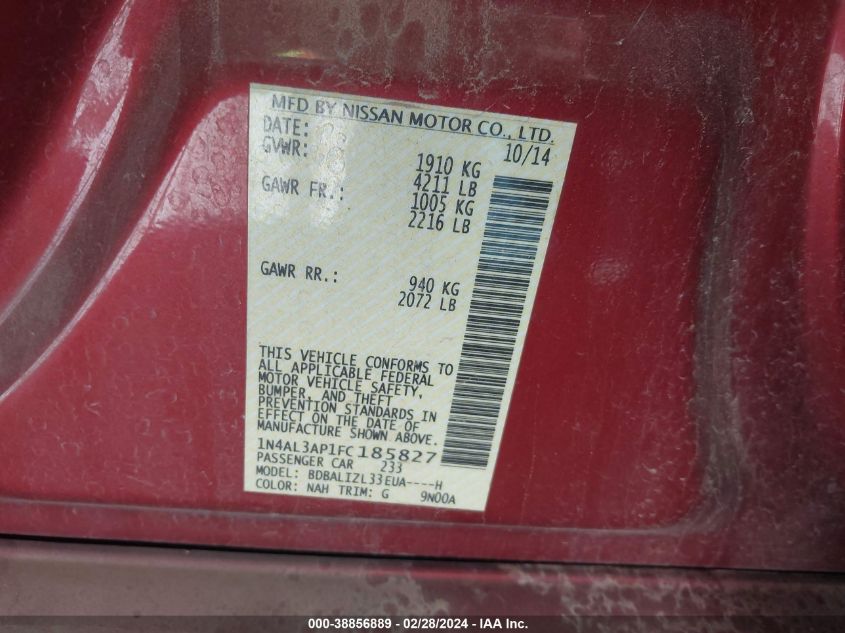 MFD BY NISSAN MOTOR CO., LTD.
DATE: 10/14
GVWR: 1910 KG
4211 LB
GAWR FR.: 1005 KG
2216 LB
GAWR RR.: 940 KG
2072 LB
THIS VEHICLE CONFORMS TO
ALL APPLICABLE FEDERAL
MOTOR VEHICLE SAFETY,
BUMPER, AND THEFT
PREVENTION STANDARDS IN
EFFECT ON THE DATE OF
MANUFACTURE SHOWN ABOVE.
1N4AL3AP1FC185827
PASSENGER CAR 233
MODEL: BDBALIZL33EUA----H
COLOR: NAH TRIM: G 9N00A
000-38856889 - 02/28/2024 - IAA Inc.